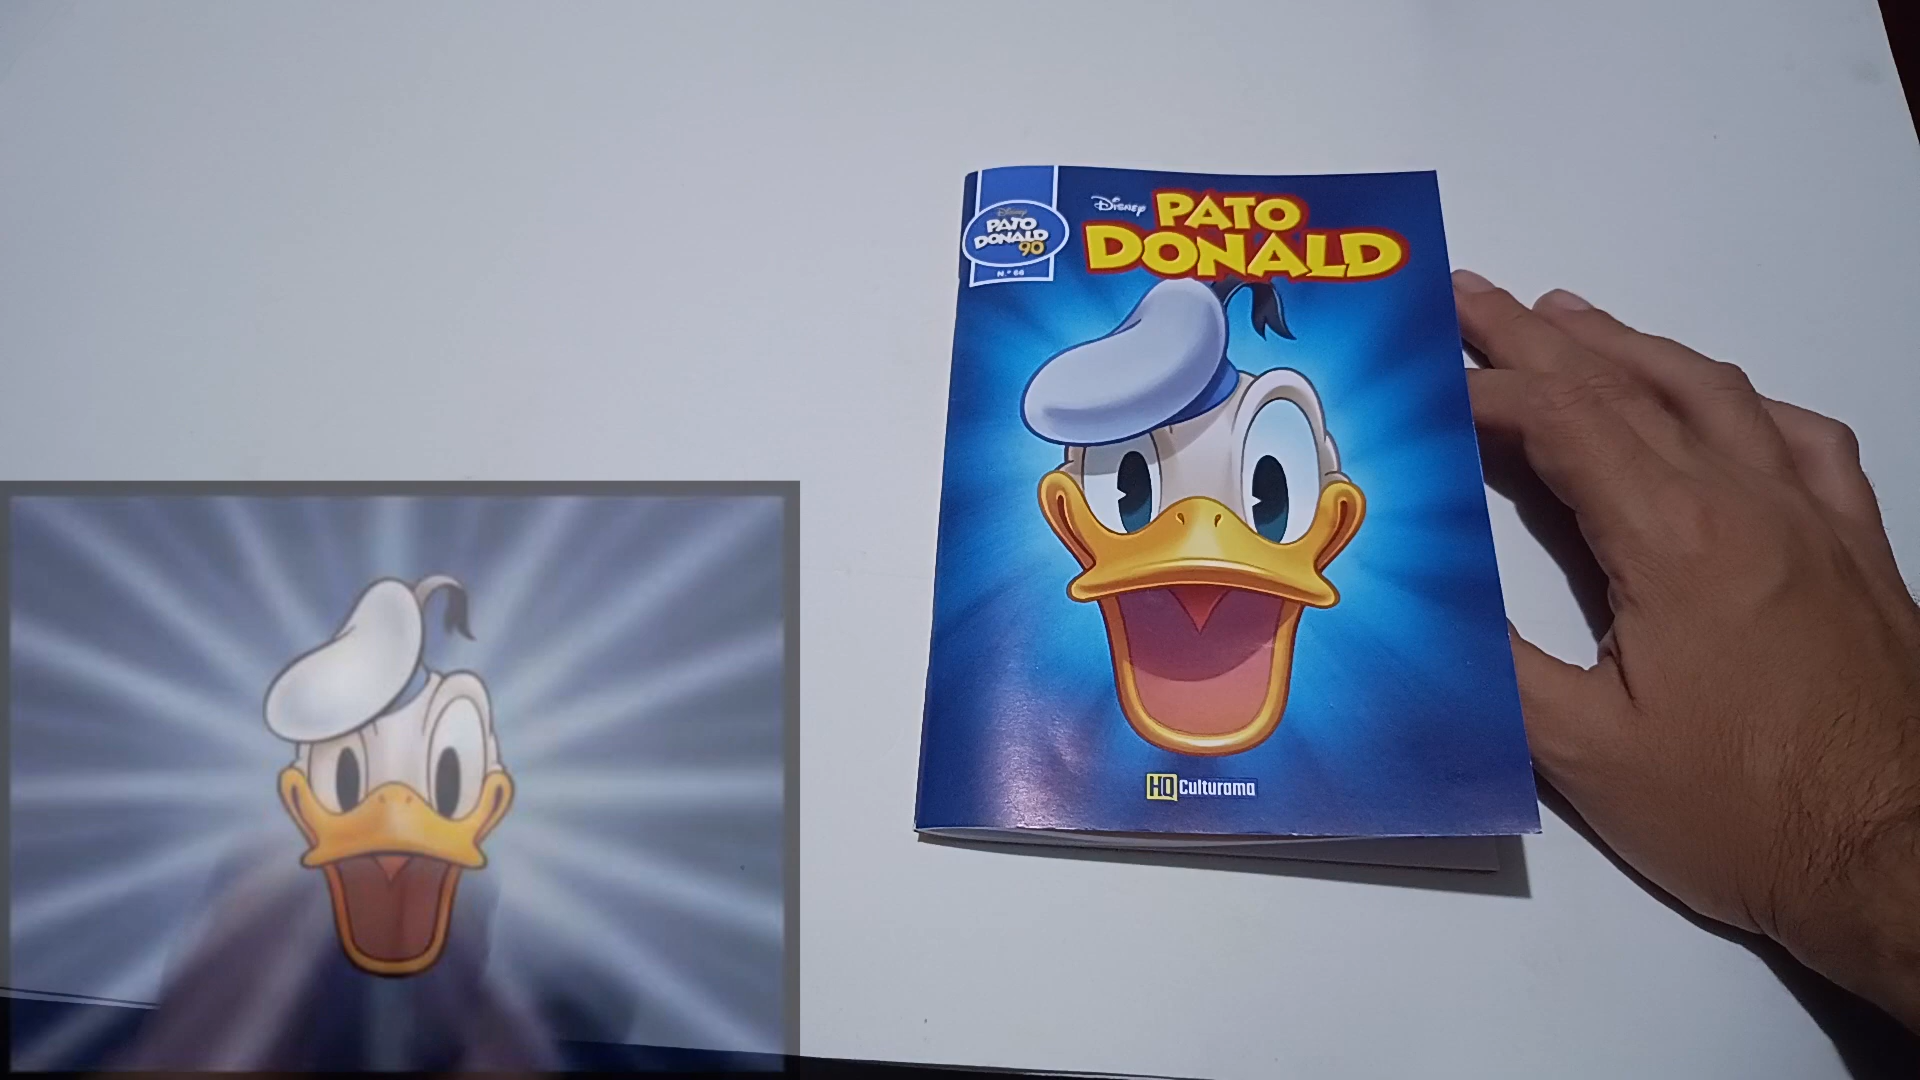 Disney
PATO
DONALD
90
N.º 66
Disney PATO
DONALD
HQ Culturama